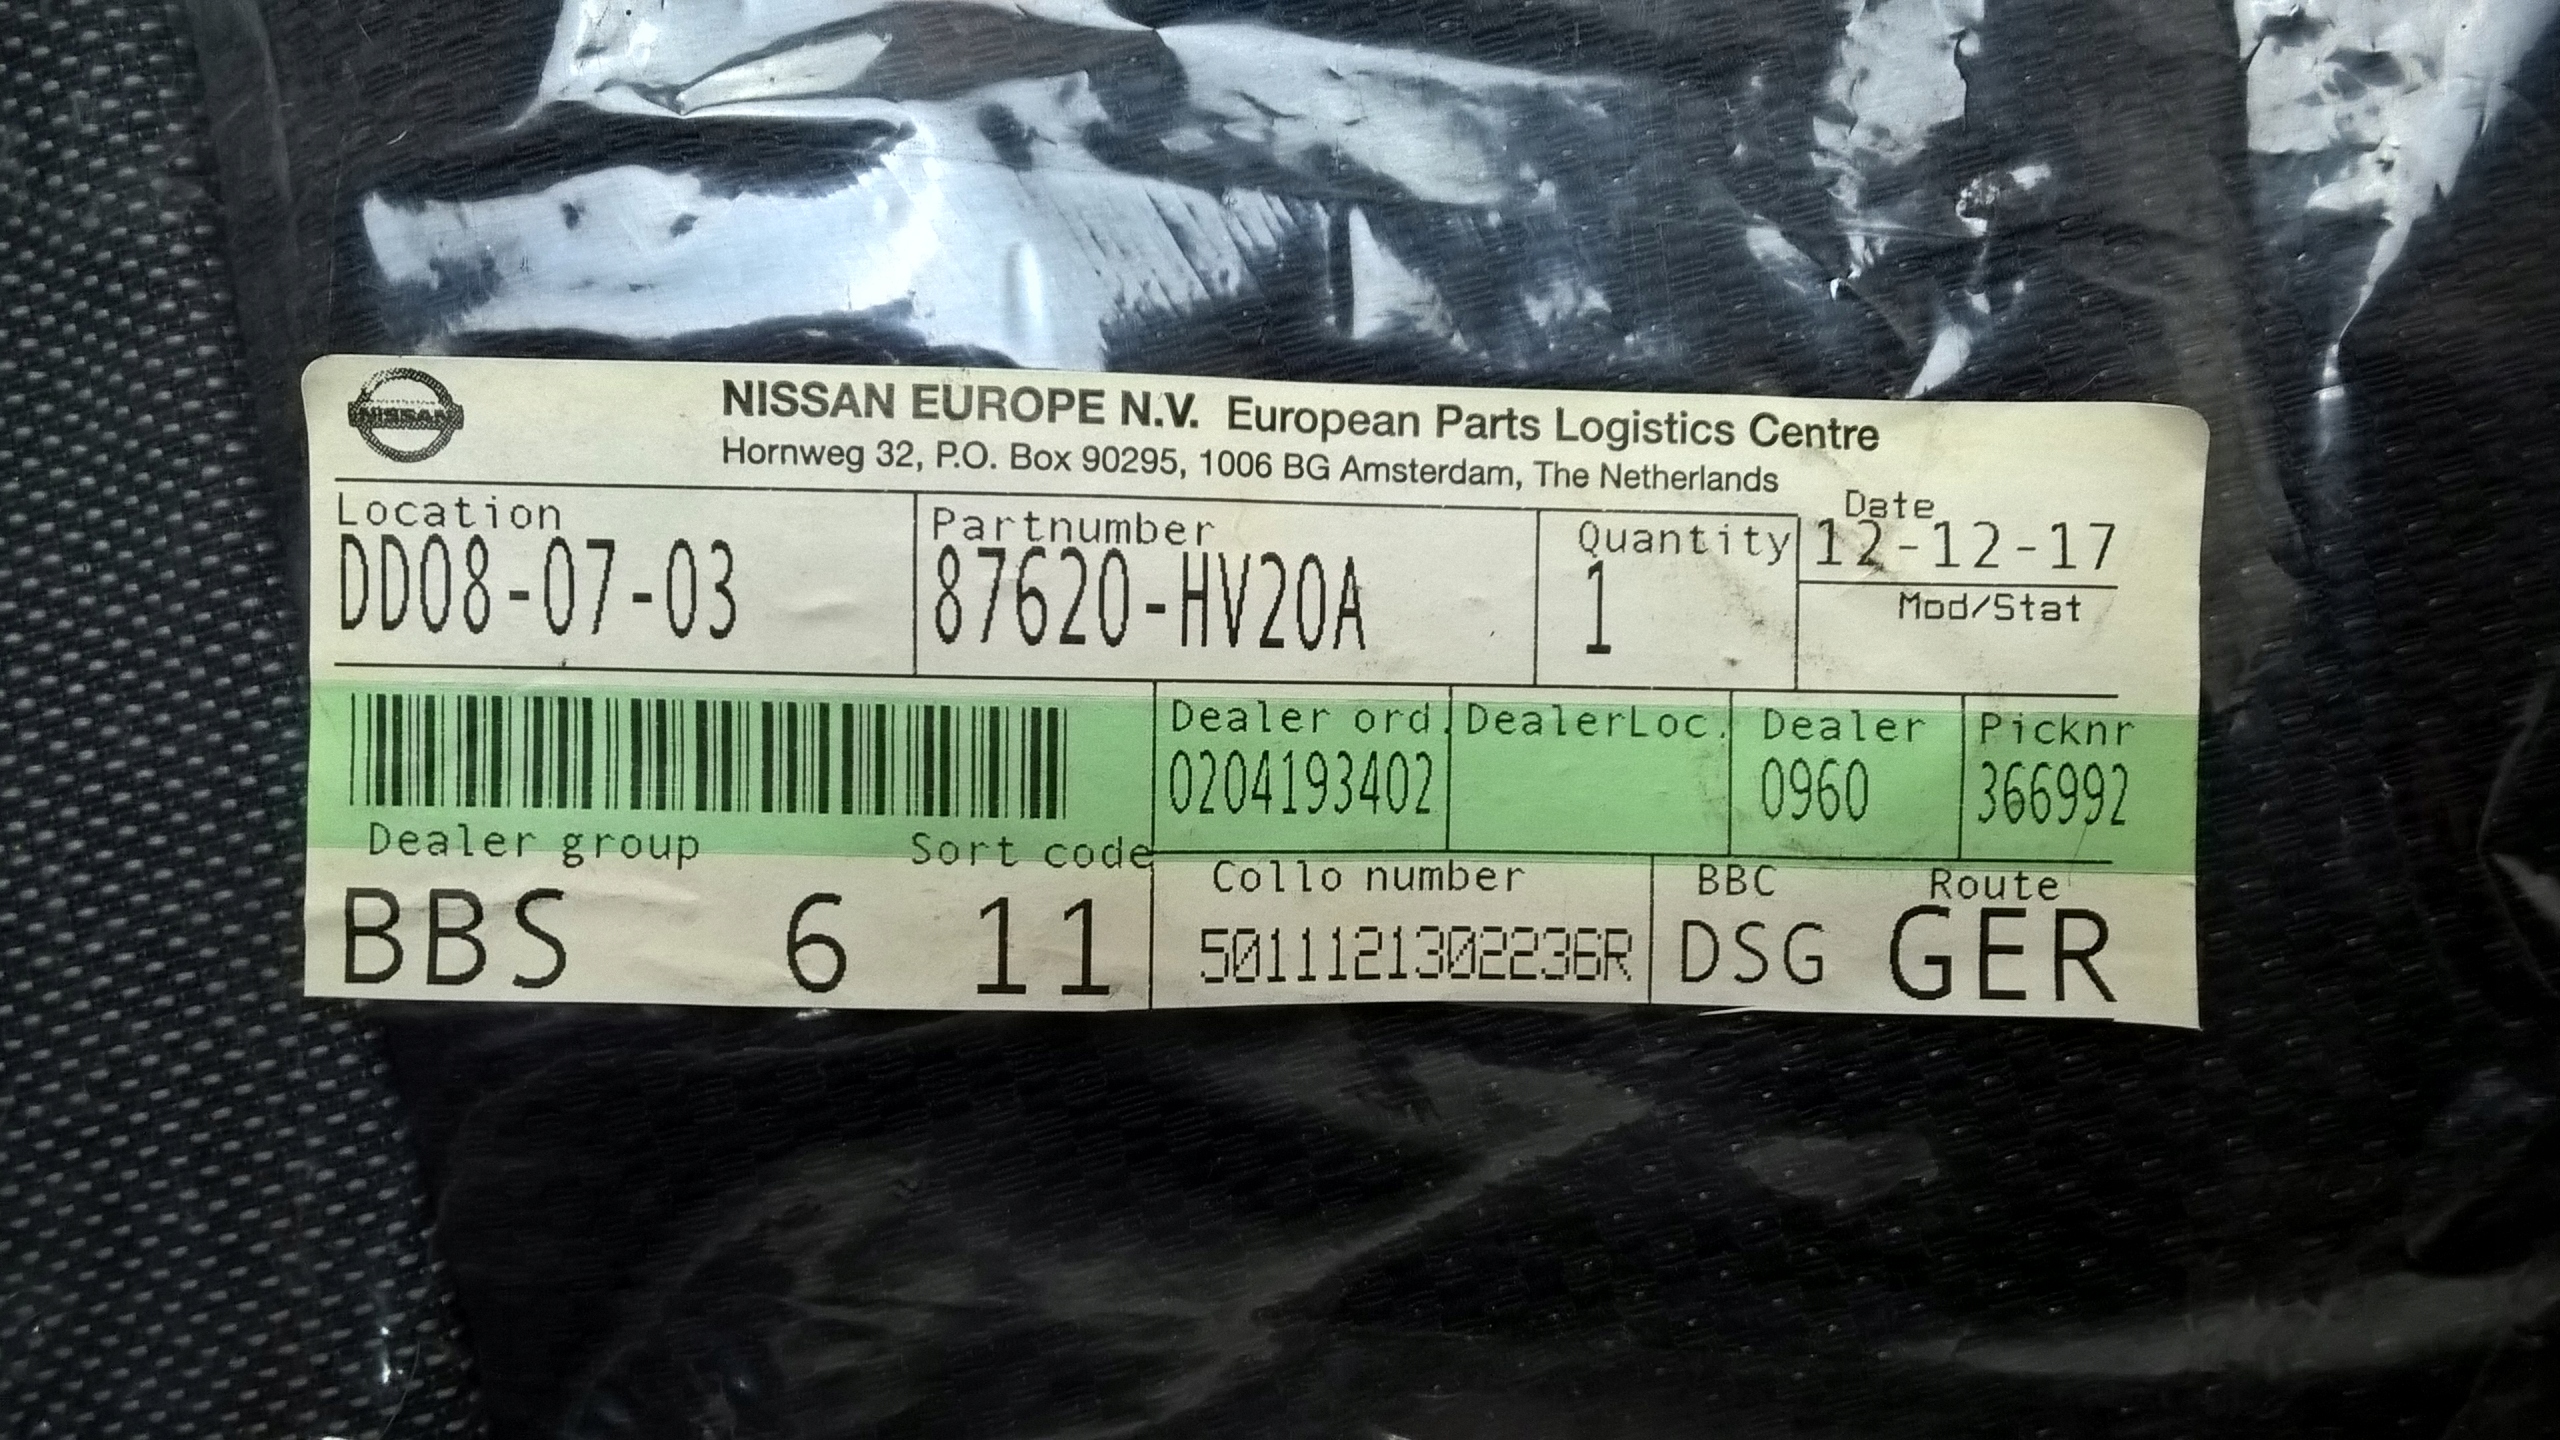 NISSAN
NISSAN EUROPE N.V. European Parts Logistics Centre
Hornweg 32, P.O. Box 90295, 1006 BG Amsterdam, The Netherlands
Location Partnumber Quantity Date
DD08-07-03 87620-HV20A 1 12-12-17
Mod/Stat
Dealer ord. DealerLoc. Dealer Picknr
0204193402 0960 366992
Dealer group Sort code Collo number BBC Route
BBS 6 11 5011121302236R DSG GER